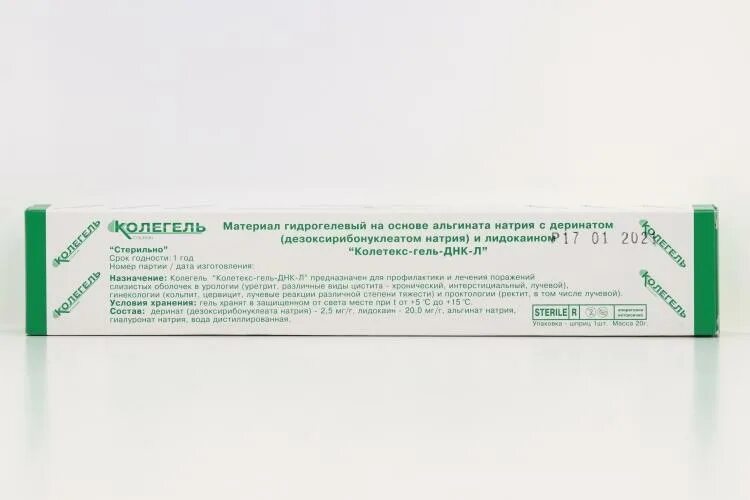 КОЛЕГЕЛЬ
КОЛЕГЕЛЬ
КОЛЕГЕЛЬ
Материал гидрогелевый на основе альгината натрия с деринатом
(дезоксирибонуклеатом натрия) и лидокаином
"Колетекс-гель-ДНК-Л"
P17 01 202
"Стерильно"
Срок годности: 1 год
Номер партии / дата изготовления:
Назначение: Колегель "Колетекс-гель-ДНК-Л" предназначен для профилактики и лечения поражений
слизистых оболочек в урологии (уретрит, различные виды цистита - хронический, интерстициальный, лучевой),
гинекологии (кольпит, цервицит, лучевые реакции различной степени тяжести) и проктологии (ректит, в том числе лучевой).
Условия хранения: гель хранят в защищенном от света месте при t от +5°C до +15°C.
Состав: деринат (дезоксирибонуклеата натрия) - 2,5 мг/г, лидокаин - 20,0 мг/г, альгинат натрия,
гиалуронат натрия, вода дистиллированная.
STERILE R
Упаковка - шприц 1шт. Масса 20г.
КОЛЕГЕЛЬ
КОЛЕГЕЛЬ